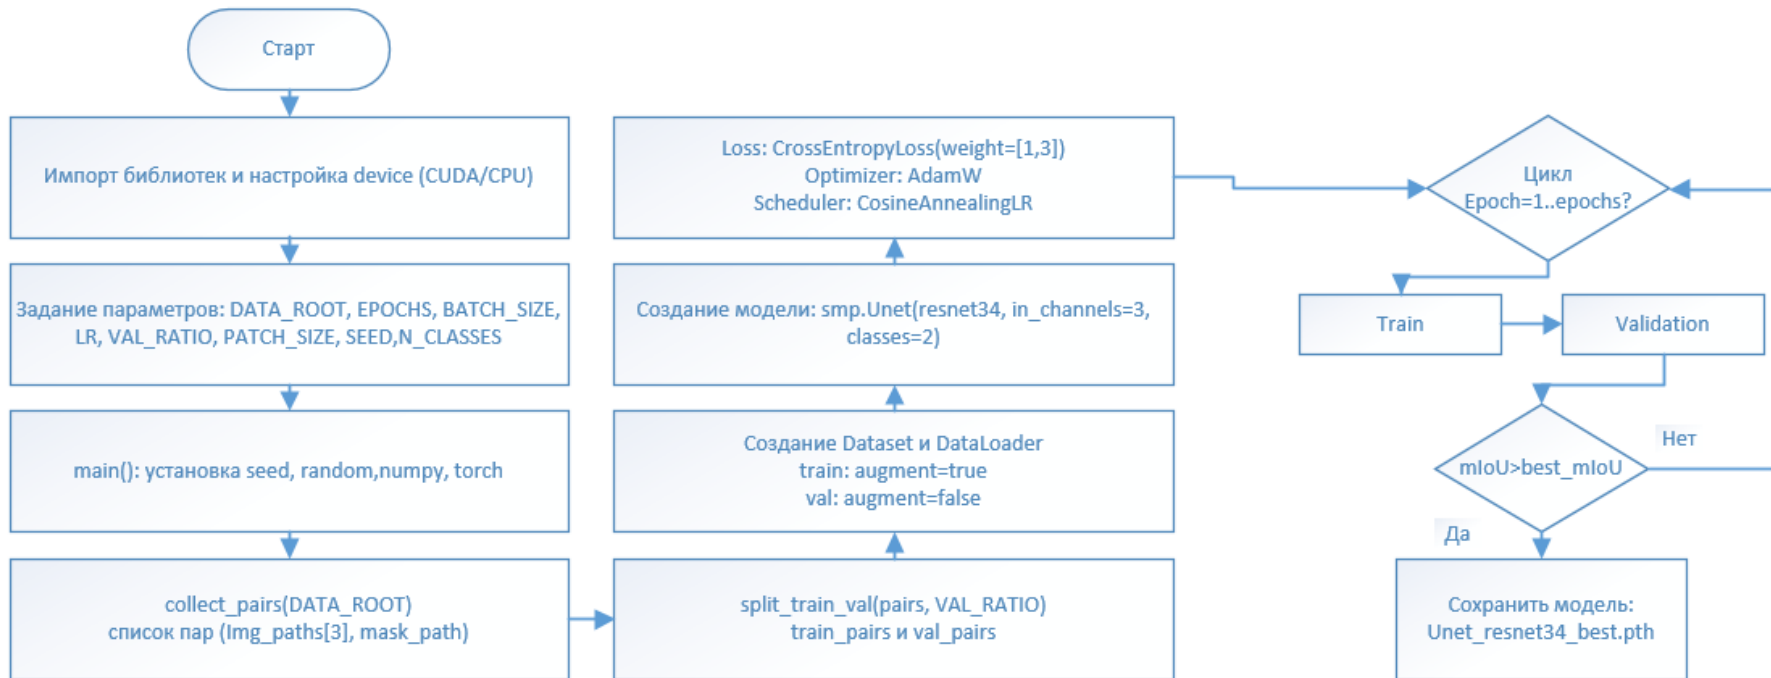 Старт
Импорт библиотек и настройка device (CUDA/CPU)
Задание параметров: DATA_ROOT, EPOCHS, BATCH_SIZE,
LR, VAL_RATIO, PATCH_SIZE, SEED,N_CLASSES
main(): установка seed, random,numpy, torch
collect_pairs(DATA_ROOT)
список пар (Img_paths[3], mask_path)
split_train_val(pairs, VAL_RATIO)
train_pairs и val_pairs
Создание Dataset и DataLoader
train: augment=true
val: augment=false
Создание модели: smp.Unet(resnet34, in_channels=3,
classes=2)
Loss: CrossEntropyLoss(weight=[1,3])
Optimizer: AdamW
Scheduler: CosineAnnealingLR
Цикл
Epoch=1..epochs?
Train
Validation
mIoU>best_mIoU
Нет
Да
Сохранить модель:
Unet_resnet34_best.pth